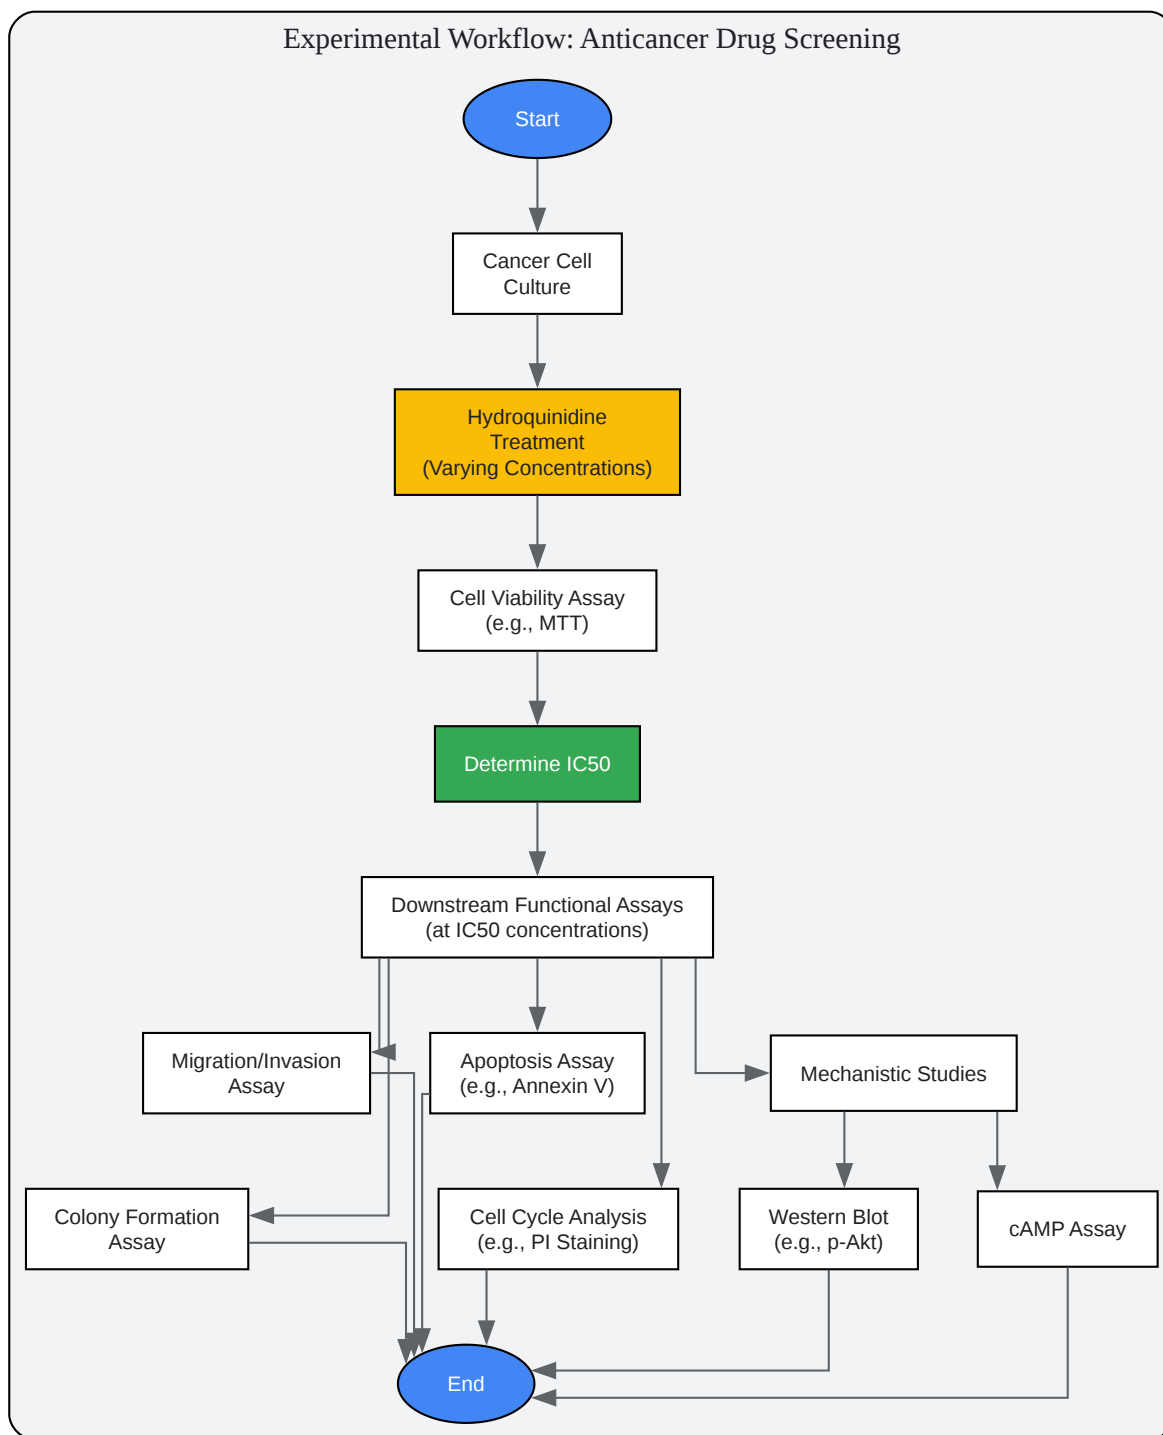 Experimental Workflow: Anticancer Drug Screening
Start
Cancer Cell
Culture
Hydroquinidine
Treatment
(Varying Concentrations)
Cell Viability Assay
(e.g., MTT)
Determine IC50
Downstream Functional Assays
(at IC50 concentrations)
Migration/Invasion
Assay
Apoptosis Assay
(e.g., Annexin V)
Mechanistic Studies
Colony Formation
Assay
Cell Cycle Analysis
(e.g., PI Staining)
Western Blot
(e.g., p-Akt)
cAMP Assay
End